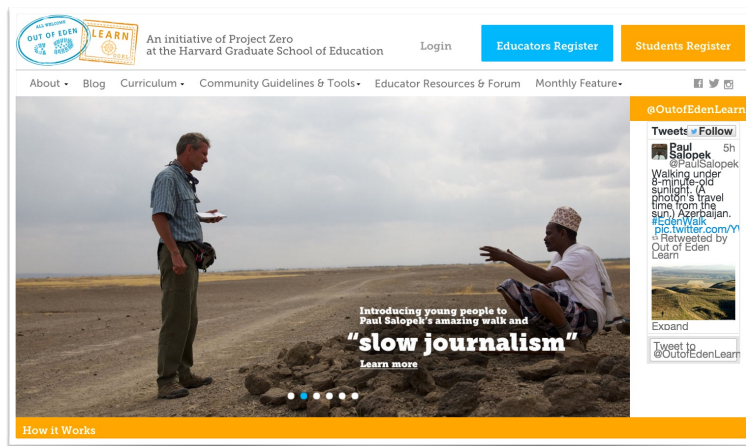 ALL WELCOME
OUT OF EDEN
LEARN
An initiative of Project Zero
at the Harvard Graduate School of Education
Login
Educators Register
Students Register
About
Blog
Curriculum
Community Guidelines & Tools
Educator Resources & Forum
Monthly Feature
@OutofEdenLearn
Tweets
Follow
Paul
Salopek
5h
@PaulSalopek
Walking under
8-minute-old
sunlight. (A
photon's travel
time from the
sun.) Azerbaijan.
#EdenWalk
pic.twitter.com/Y
Retweeted by
Out of Eden
Learn
Expand
Tweet to
@OutofEdenLearn
Introducing young people to
Paul Salopek's amazing walk and
“slow journalism”
Learn more
How it Works